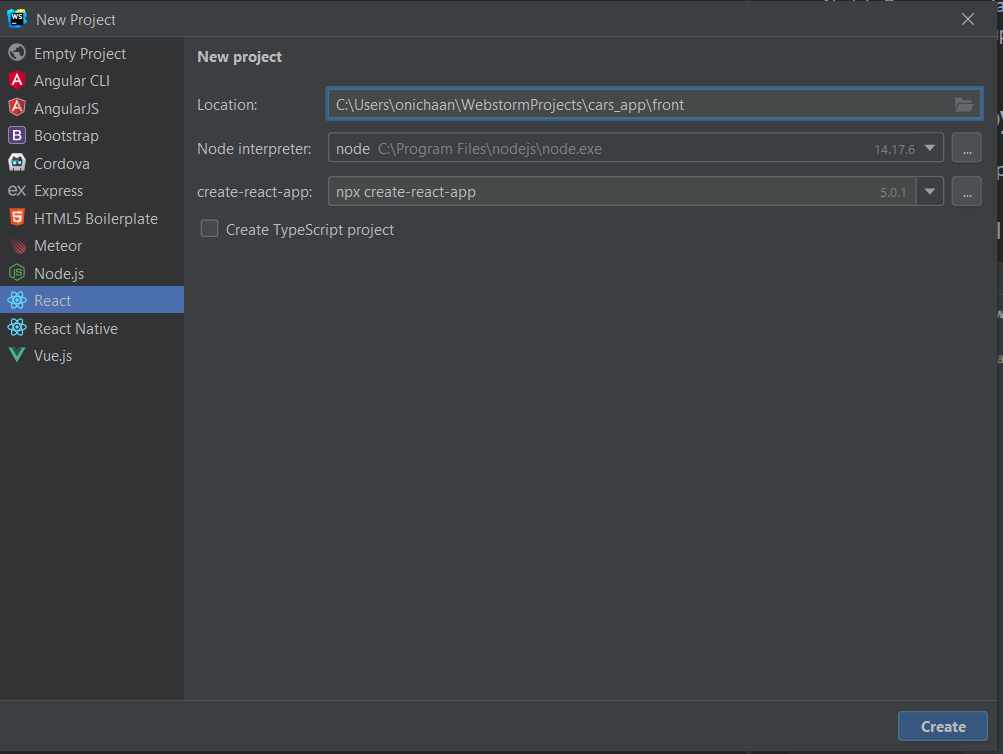 New Project
Empty Project
Angular CLI
AngularJS
Bootstrap
Cordova
Express
HTML5 Boilerplate
Meteor
Node.js
React
React Native
Vue.js
New project
Location: C:\Users\onichaan\WebstormProjects\cars_app\front
Node interpreter: node C:\Program Files\nodejs\node.exe 14.17.6 ...
create-react-app: npx create-react-app 5.0.1 ...
Create TypeScript project
Create